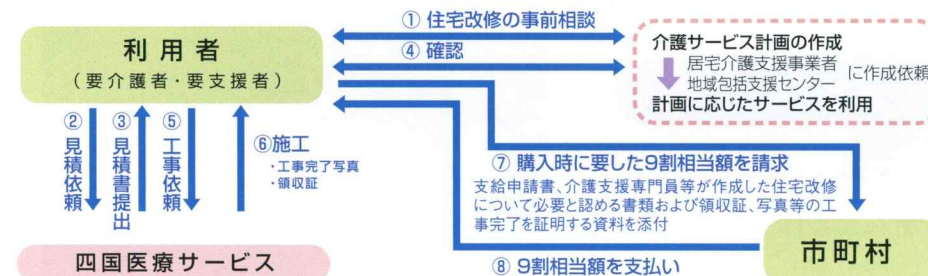 ① 住宅改修の事前相談
利用者
（要介護者・要支援者）
④ 確認
介護サービス計画の作成
居宅介護支援事業者
地域包括支援センター
に作成依頼
計画に応じたサービスを利用
②見積依頼
③見積書提出
⑤工事依頼
⑥施工
・工事完了写真
・領収証
⑦ 購入時に要した9割相当額を請求
支給申請書、介護支援専門員等が作成した住宅改修
について必要と認める書類および領収証、写真等の工
事完了を証明する資料を添付
四国医療サービス
市町村
⑧ 9割相当額を支払い